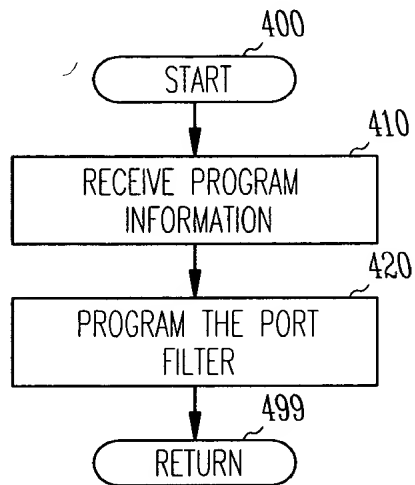 400
START
410
RECEIVE PROGRAM
INFORMATION
420
PROGRAM THE PORT
FILTER
499
RETURN